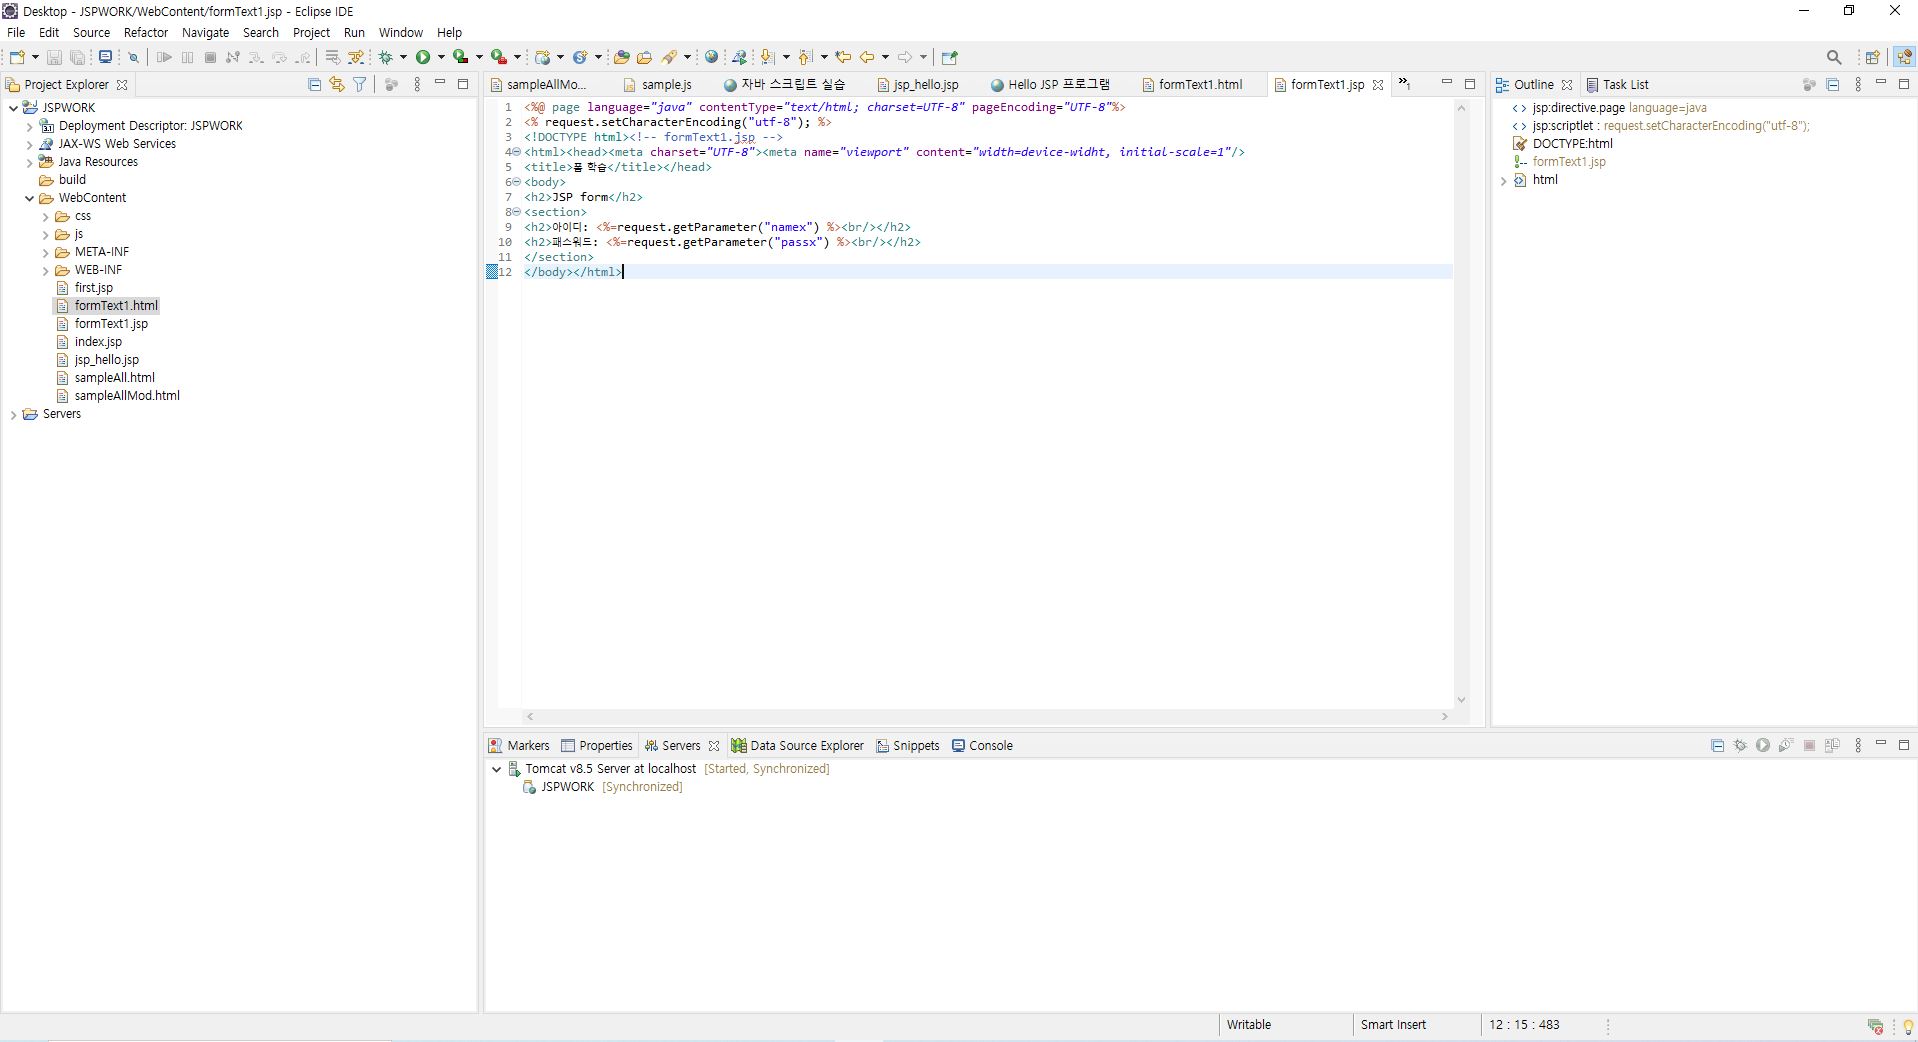 Desktop - JSPWORK/WebContent/formText1.jsp - Eclipse IDE
File Edit Source Refactor Navigate Search Project Run Window Help
Project Explorer
JSPWORK
Deployment Descriptor: JSPWORK
JAX-WS Web Services
Java Resources
build
WebContent
css
js
META-INF
WEB-INF
first.jsp
formText1.html
formText1.jsp
index.jsp
jsp_hello.jsp
sampleAll.html
sampleAllMod.html
Servers
sampleAllMo... sample.js 자바 스크립트 실습 jsp_hello.jsp Hello JSP 프로그램 formText1.html formText1.jsp »1
1 <%@ page language="java" contentType="text/html; charset=UTF-8" pageEncoding="UTF-8"%>
2 <% request.setCharacterEncoding("utf-8"); %>
3 <!DOCTYPE html><!-- formText1.jsp -->
4 <html><head><meta charset="UTF-8"><meta name="viewport" content="width=device-widht, initial-scale=1"/>
5 <title>폼 학습</title></head>
6 <body>
7 <h2>JSP form</h2>
8 <section>
9 <h2>아이디: <%=request.getParameter("namex") %><br/></h2>
10 <h2>패스워드: <%=request.getParameter("passx") %><br/></h2>
11 </section>
12 </body></html>
Outline Task List
jsp:directive.page language=java
jsp:scriptlet : request.setCharacterEncoding("utf-8");
DOCTYPE:html
formText1.jsp
html
Markers Properties Servers Data Source Explorer Snippets Console
Tomcat v8.5 Server at localhost [Started, Synchronized]
JSPWORK [Synchronized]
Writable Smart Insert 12 : 15 : 483